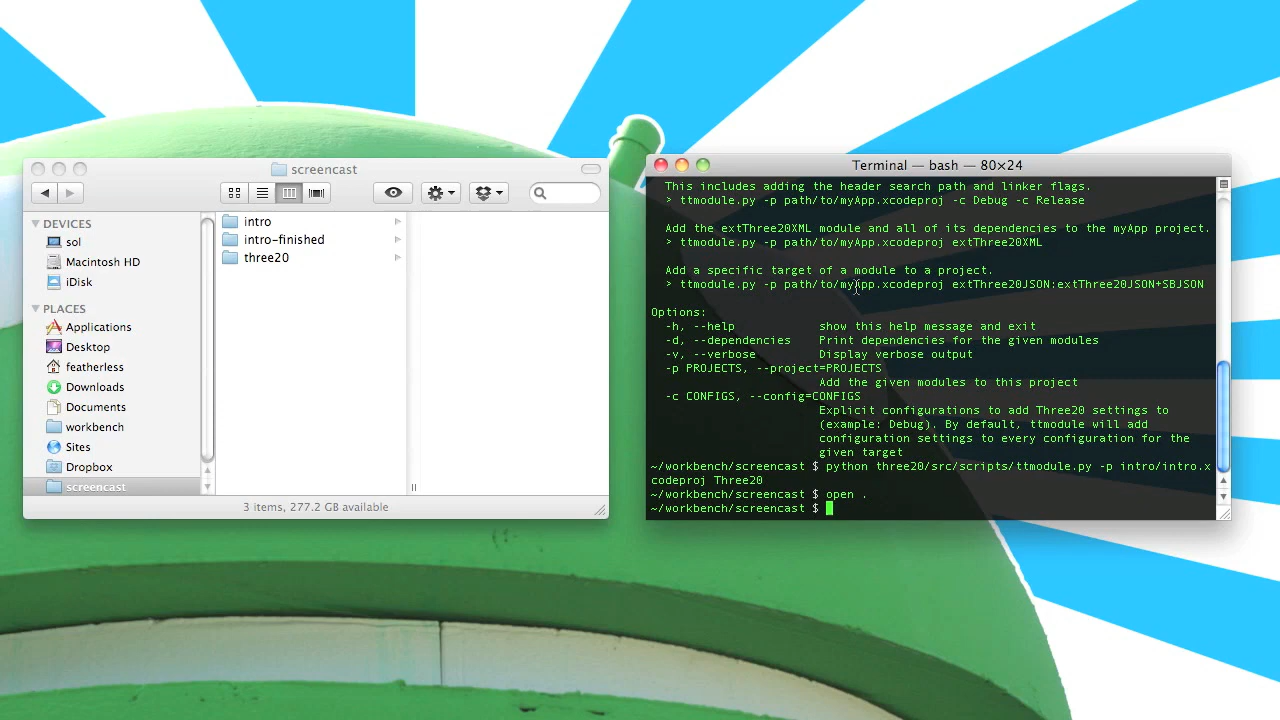 screencast
DEVICES
sol
Macintosh HD
iDisk
PLACES
Applications
Desktop
featherless
Downloads
Documents
workbench
Sites
Dropbox
screencast
intro
intro-finished
three20
3 items, 277.2 GB available
Terminal — bash — 80×24
This includes adding the header search path and linker flags.
> ttmodule.py -p path/to/myApp.xcodeproj -c Debug -c Release
Add the extThree20XML module and all of its dependencies to the myApp project.
> ttmodule.py -p path/to/myApp.xcodeproj extThree20XML
Add a specific target of a module to a project.
> ttmodule.py -p path/to/myApp.xcodeproj extThree20JSON:extThree20JSON+SBJSON
Options:
-h, --help show this help message and exit
-d, --dependencies Print dependencies for the given modules
-v, --verbose Display verbose output
-p PROJECTS, --project=PROJECTS
Add the given modules to this project
-c CONFIGS, --config=CONFIGS
Explicit configurations to add Three20 settings to
(example: Debug). By default, ttmodule will add
configuration settings to every configuration for the
given target
~/workbench/screencast $ python three20/src/scripts/ttmodule.py -p intro/intro.x
codeproj Three20
~/workbench/screencast $ open .
~/workbench/screencast $